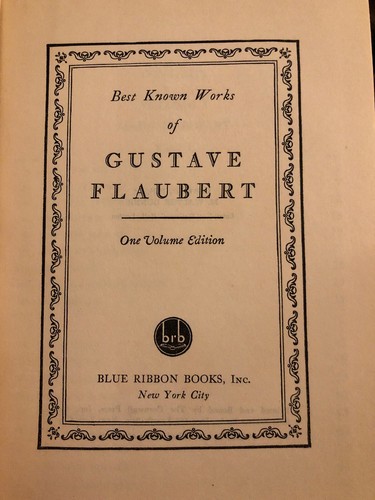 Best Known Works
of
GUSTAVE
FLAUBERT
One Volume Edition
brb
BLUE RIBBON BOOKS, Inc.
New York City